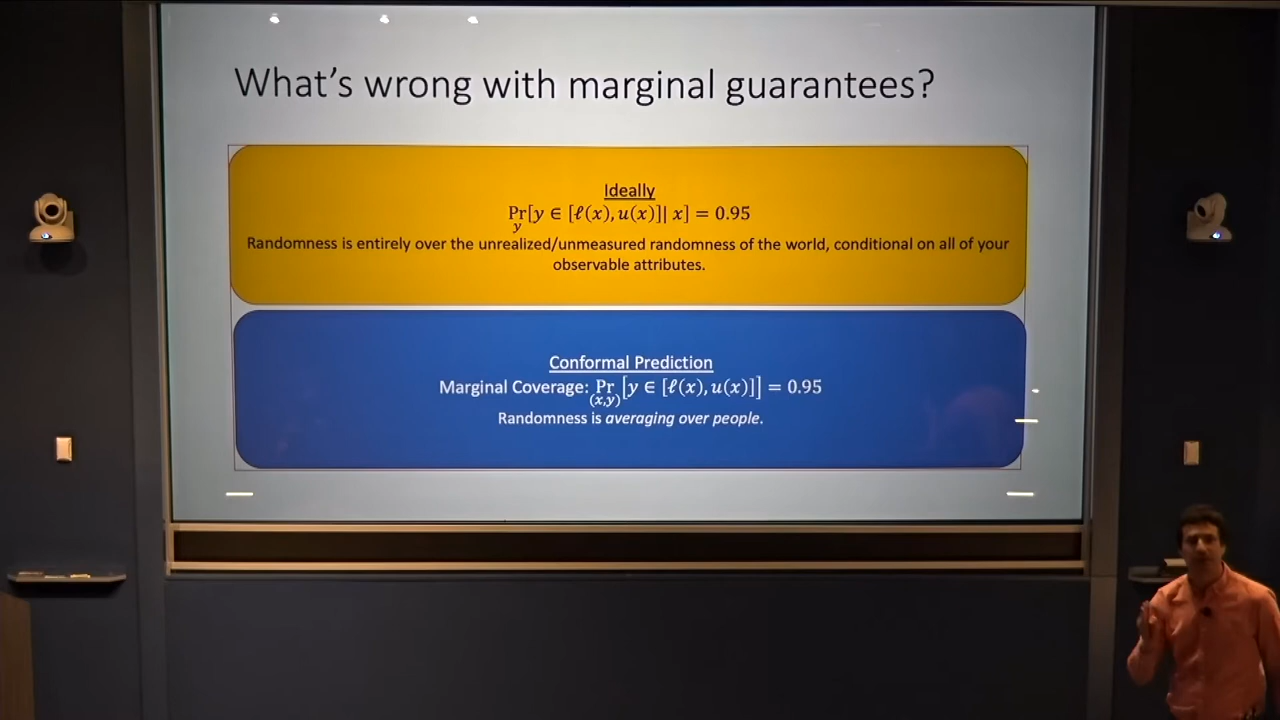 What's wrong with marginal guarantees?
Ideally
Pr[y ∈ [ℓ(x), u(x)]| x] = 0.95
y
Randomness is entirely over the unrealized/unmeasured randomness of the world, conditional on all of your
observable attributes.
Conformal Prediction
Marginal Coverage: Pr [y ∈ [ℓ(x), u(x)]] = 0.95
(x,y)
Randomness is averaging over people.